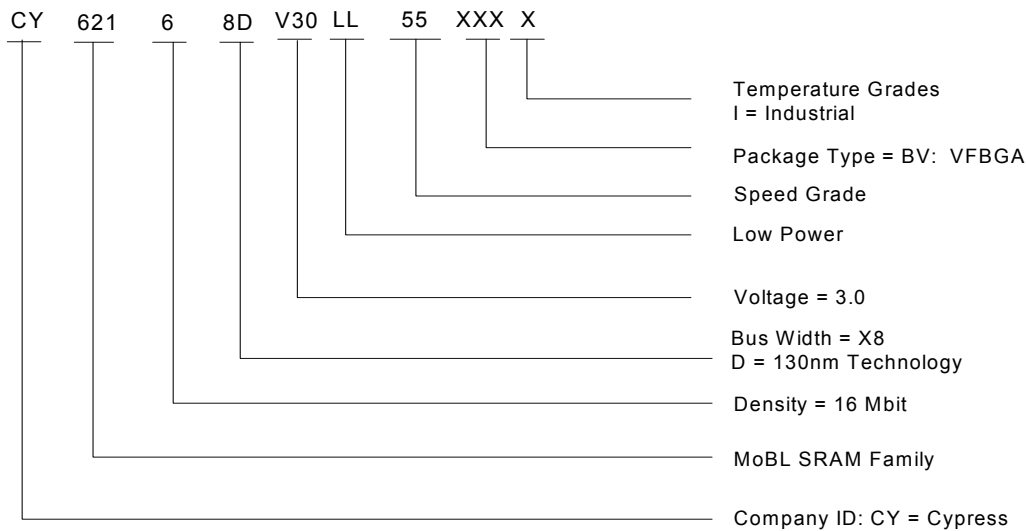 CY 621 6 8D V30 LL 55 XXX X
Temperature Grades
I = Industrial
Package Type = BV: VFBGA
Speed Grade
Low Power
Voltage = 3.0
Bus Width = X8
D = 130nm Technology
Density = 16 Mbit
MoBL SRAM Family
Company ID: CY = Cypress